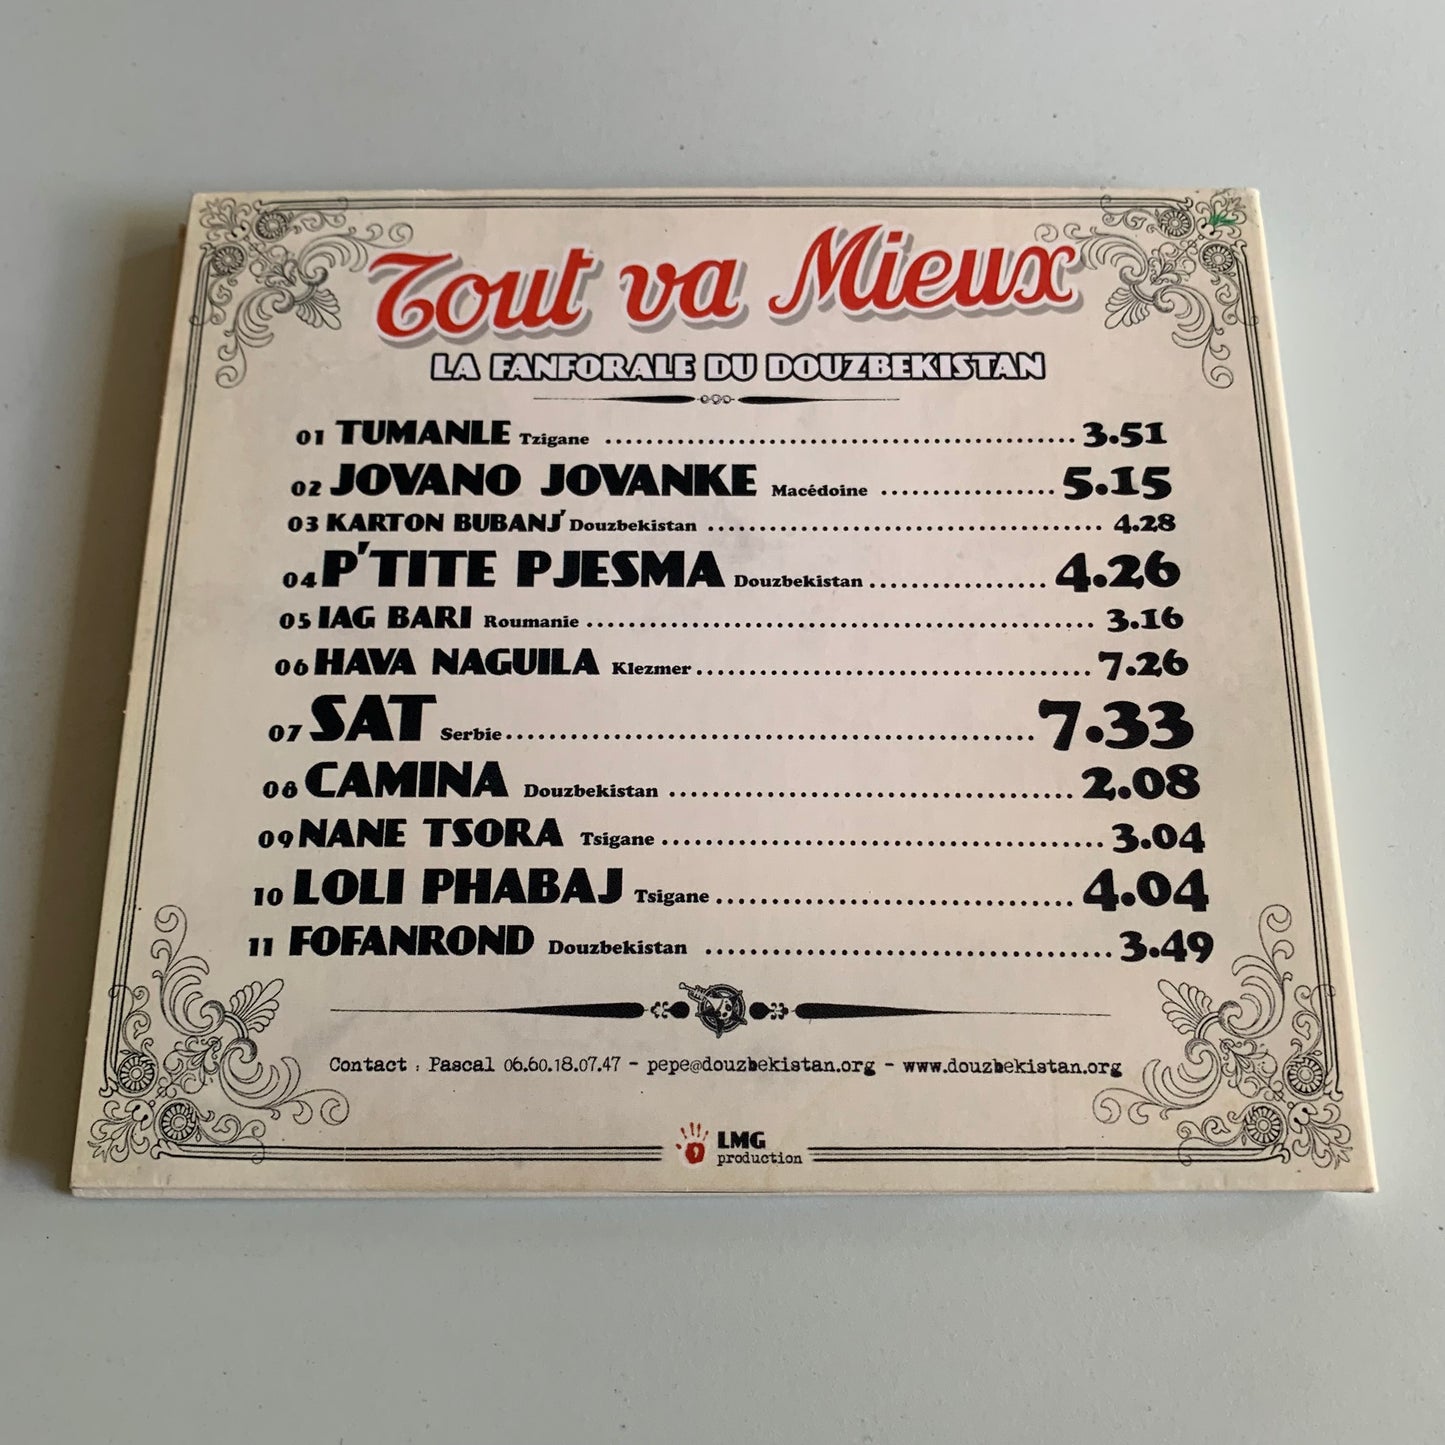 Tout va Mieux
LA FANFORALE DU DOUZBEKISTAN
01 TUMANLE Tzigane ................................... 3.51
02 JOVANO JOVANKE Macédoine ............. 5.15
03 KARTON BUBANJ' Douzbekistan .............................. 4.28
04 P'TITE PJESMA Douzbekistan .............. 4.26
05 IAG BARI Roumanie ...................................... 3.16
06 HAVA NAGUILA Klezmer .............................. 7.26
07 SAT Serbie ........................................ 7.33
08 CAMINA Douzbekistan .............................. 2.08
09 NANE TSORA Tsigane ................................. 3.04
10 LOLI PHABAJ Tsigane ........................... 4.04
11 FOFANROND Douzbekistan .............................. 3.49
Contact : Pascal 06.60.18.07.47 - pepe@douzbekistan.org - www.douzbekistan.org
LMG
production